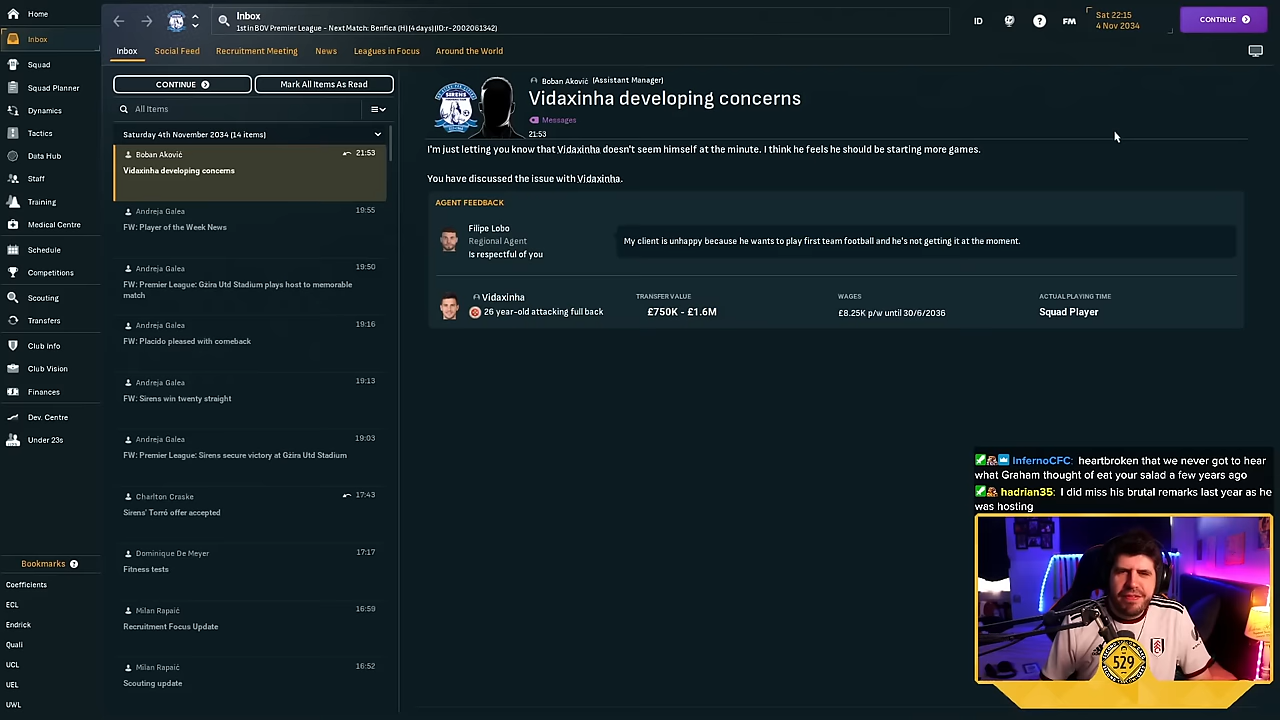 Home
Inbox
Squad
Squad Planner
Dynamics
Tactics
Data Hub
Staff
Training
Medical Centre
Schedule
Competitions
Scouting
Transfers
Club Info
Club Vision
Finances
Dev. Centre
Under 23s
Bookmarks ?
Coefficients
ECL
Endrick
Quali
UCL
UEL
UWL
Inbox
1st in BOV Premier League - Next Match: Benfica (H) (4 days) (ID:r-2002061342)
ID
?
FM
Sat 22:15
4 Nov 2034
CONTINUE
Inbox
Social Feed
Recruitment Meeting
News
Leagues in Focus
Around the World
CONTINUE
Mark All Items As Read
All Items
Saturday 4th November 2034 (14 items)
Boban Aković 21:53
Vidaxinha developing concerns
Andreja Galea 19:55
FW: Player of the Week News
Andreja Galea 19:50
FW: Premier League: Gżira Utd Stadium plays host to memorable
match
Andreja Galea 19:16
FW: Placido pleased with comeback
Andreja Galea 19:13
FW: Sirens win twenty straight
Andreja Galea 19:03
FW: Premier League: Sirens secure victory at Gżira Utd Stadium
Charlton Craske 17:43
Sirens' Torró offer accepted
Dominique De Meyer 17:17
Fitness tests
Milan Rapaić 16:59
Recruitment Focus Update
Milan Rapaić 16:52
Scouting update
SIRENS
Boban Aković (Assistant Manager)
Vidaxinha developing concerns
Messages
21:53
I'm just letting you know that Vidaxinha doesn't seem himself at the minute. I think he feels he should be starting more games.
You have discussed the issue with Vidaxinha.
AGENT FEEDBACK
Filipe Lobo
Regional Agent
Is respectful of you
My client is unhappy because he wants to play first team football and he's not getting it at the moment.
Vidaxinha
26 year-old attacking full back
TRANSFER VALUE
£750K - £1.6M
WAGES
£8.25K p/w until 30/6/2036
ACTUAL PLAYING TIME
Squad Player
InfernoCFC: heartbroken that we never got to hear
what Graham thought of eat your salad a few years ago
hadrian35: I did miss his brutal remarks last year as he
was hosting
529